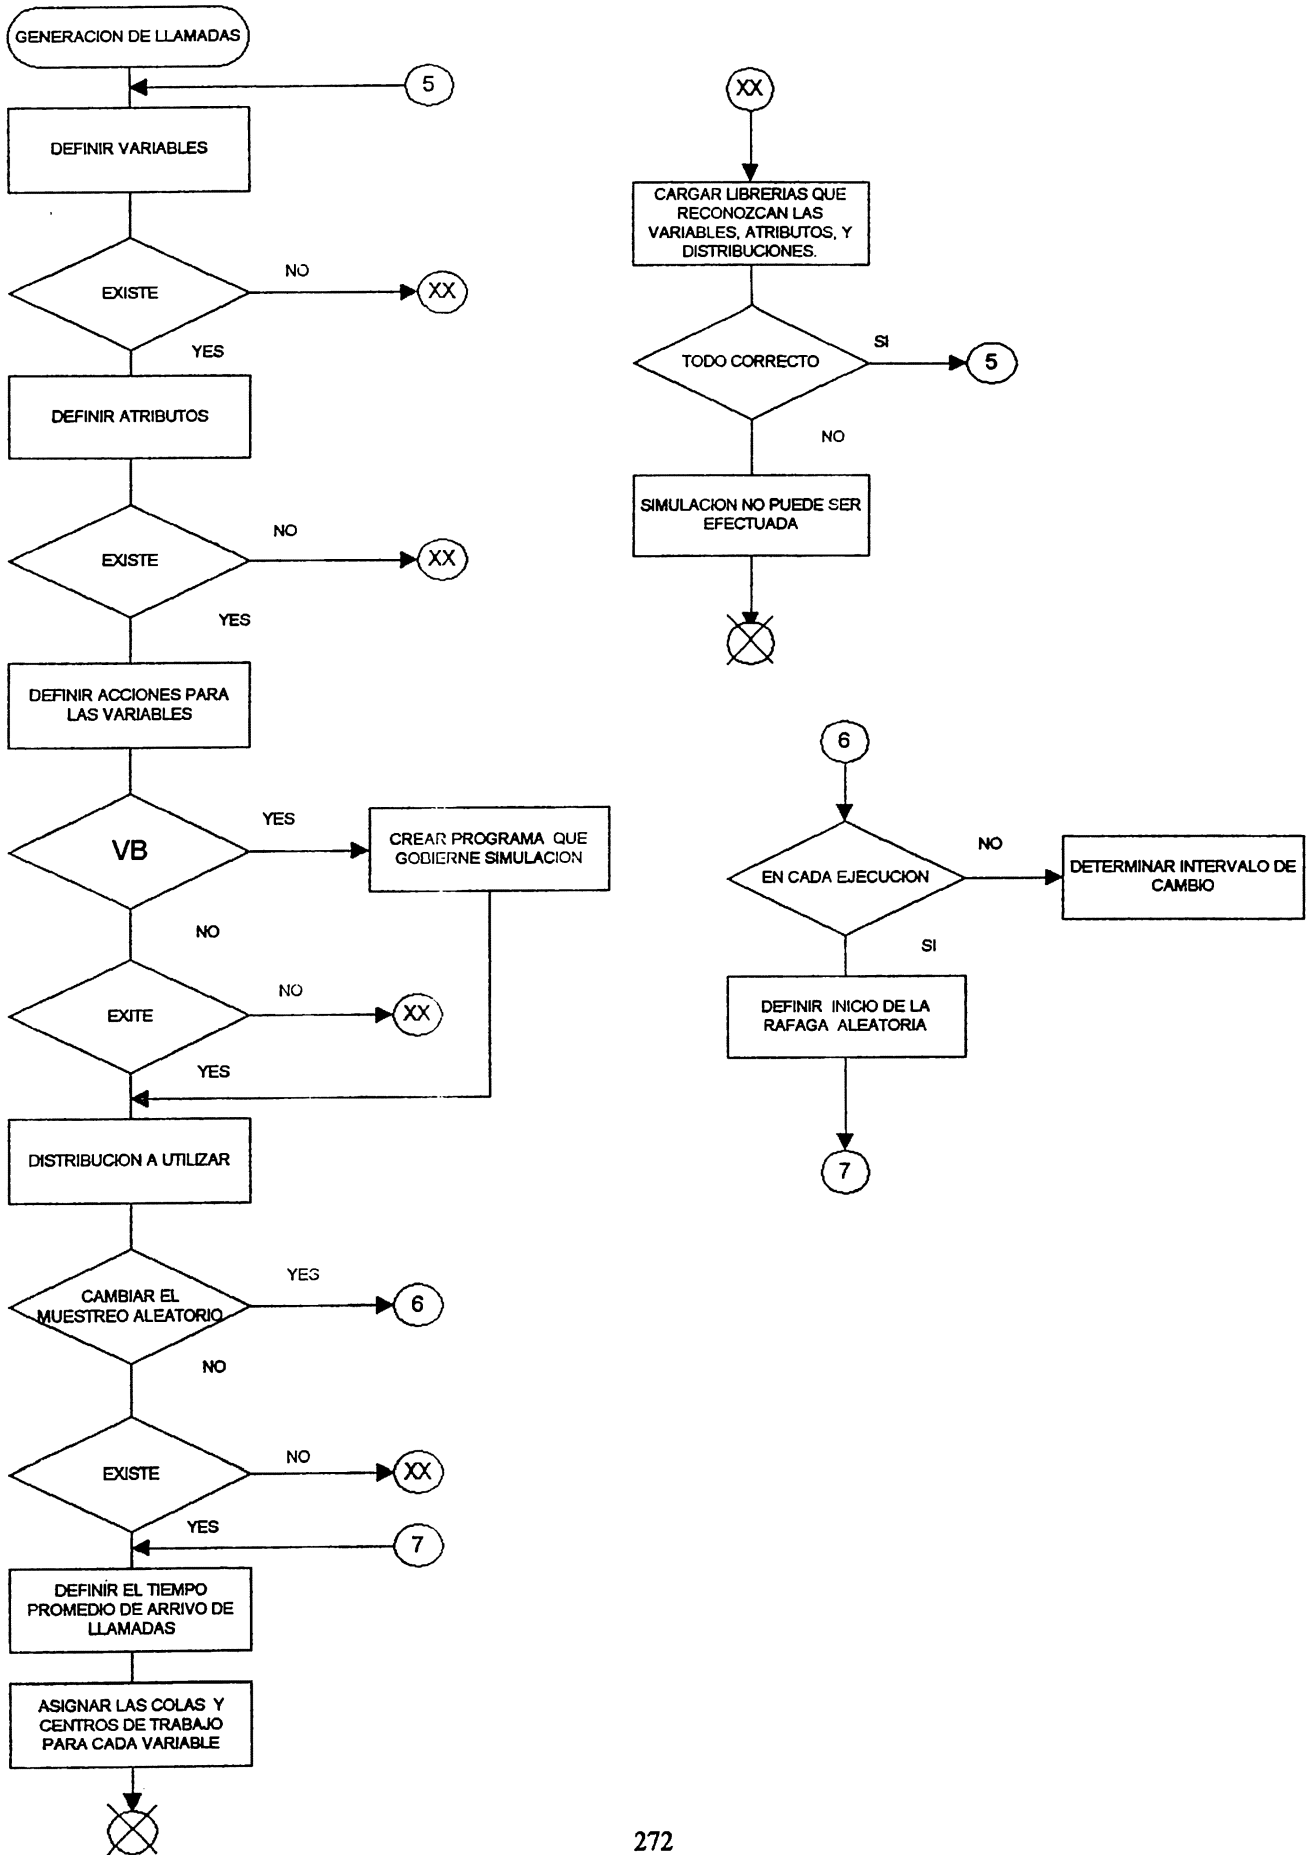 GENERACION DE LLAMADAS
5
DEFINIR VARIABLES
EXISTE
NO
XX
YES
DEFINIR ATRIBUTOS
EXISTE
NO
XX
YES
DEFINIR ACCIONES PARA
LAS VARIABLES
VB
YES
CREAR PROGRAMA QUE
GOBIERNE SIMULACION
NO
EXITE
NO
XX
YES
DISTRIBUCION A UTILIZAR
CAMBIAR EL
MUESTREO ALEATORIO
YES
6
NO
EXISTE
NO
XX
YES
7
DEFINIR EL TIEMPO
PROMEDIO DE ARRIVO DE
LLAMADAS
ASIGNAR LAS COLAS Y
CENTROS DE TRABAJO
PARA CADA VARIABLE
XX
CARGAR LIBRERIAS QUE
RECONOZCAN LAS
VARIABLES, ATRIBUTOS, Y
DISTRIBUCIONES.
TODO CORRECTO
SI
5
NO
SIMULACION NO PUEDE SER
EFECTUADA
6
EN CADA EJECUCION
NO
DETERMINAR INTERVALO DE
CAMBIO
SI
DEFINIR INICIO DE LA
RAFAGA ALEATORIA
7
272